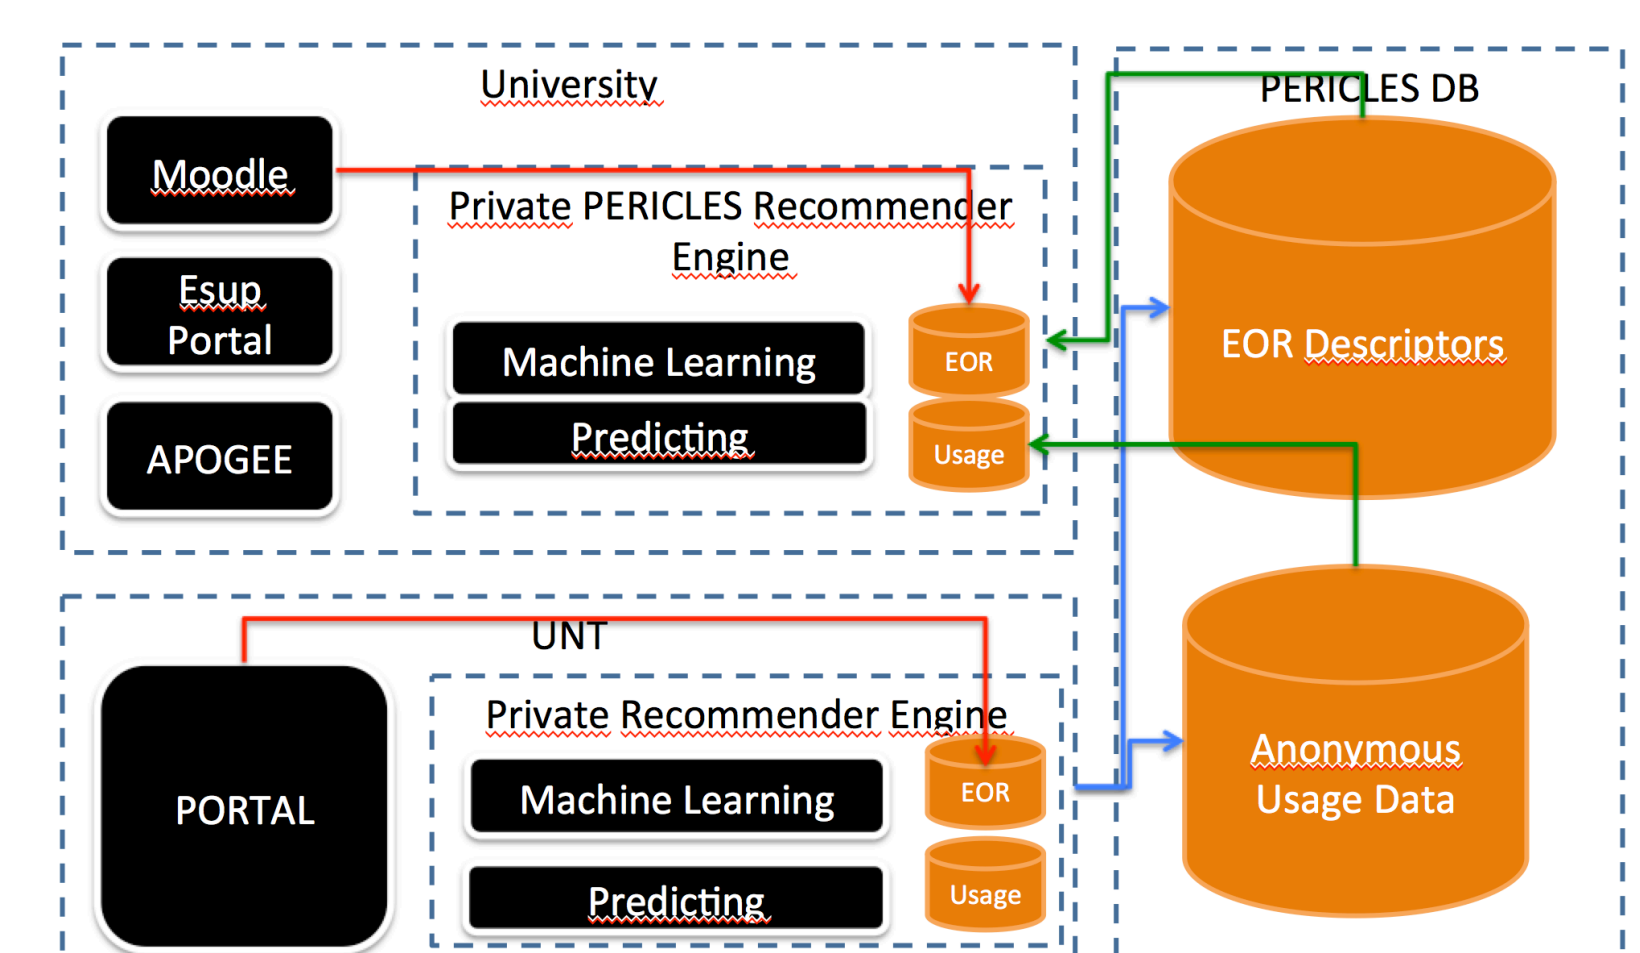 University
Moodle
Esup
Portal
APOGEE
Private PERICLES Recommender
Engine
Machine Learning
Predicting
EOR
Usage
PERICLES DB
EOR Descriptors
Anonymous
Usage Data
UNT
PORTAL
Private Recommender Engine
Machine Learning
Predicting
EOR
Usage